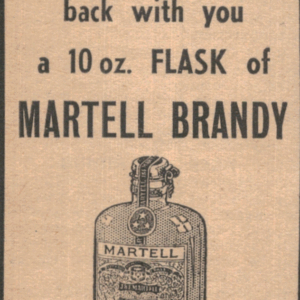 back with you
a 10 oz. FLASK of
MARTELL BRANDY
MARTELL